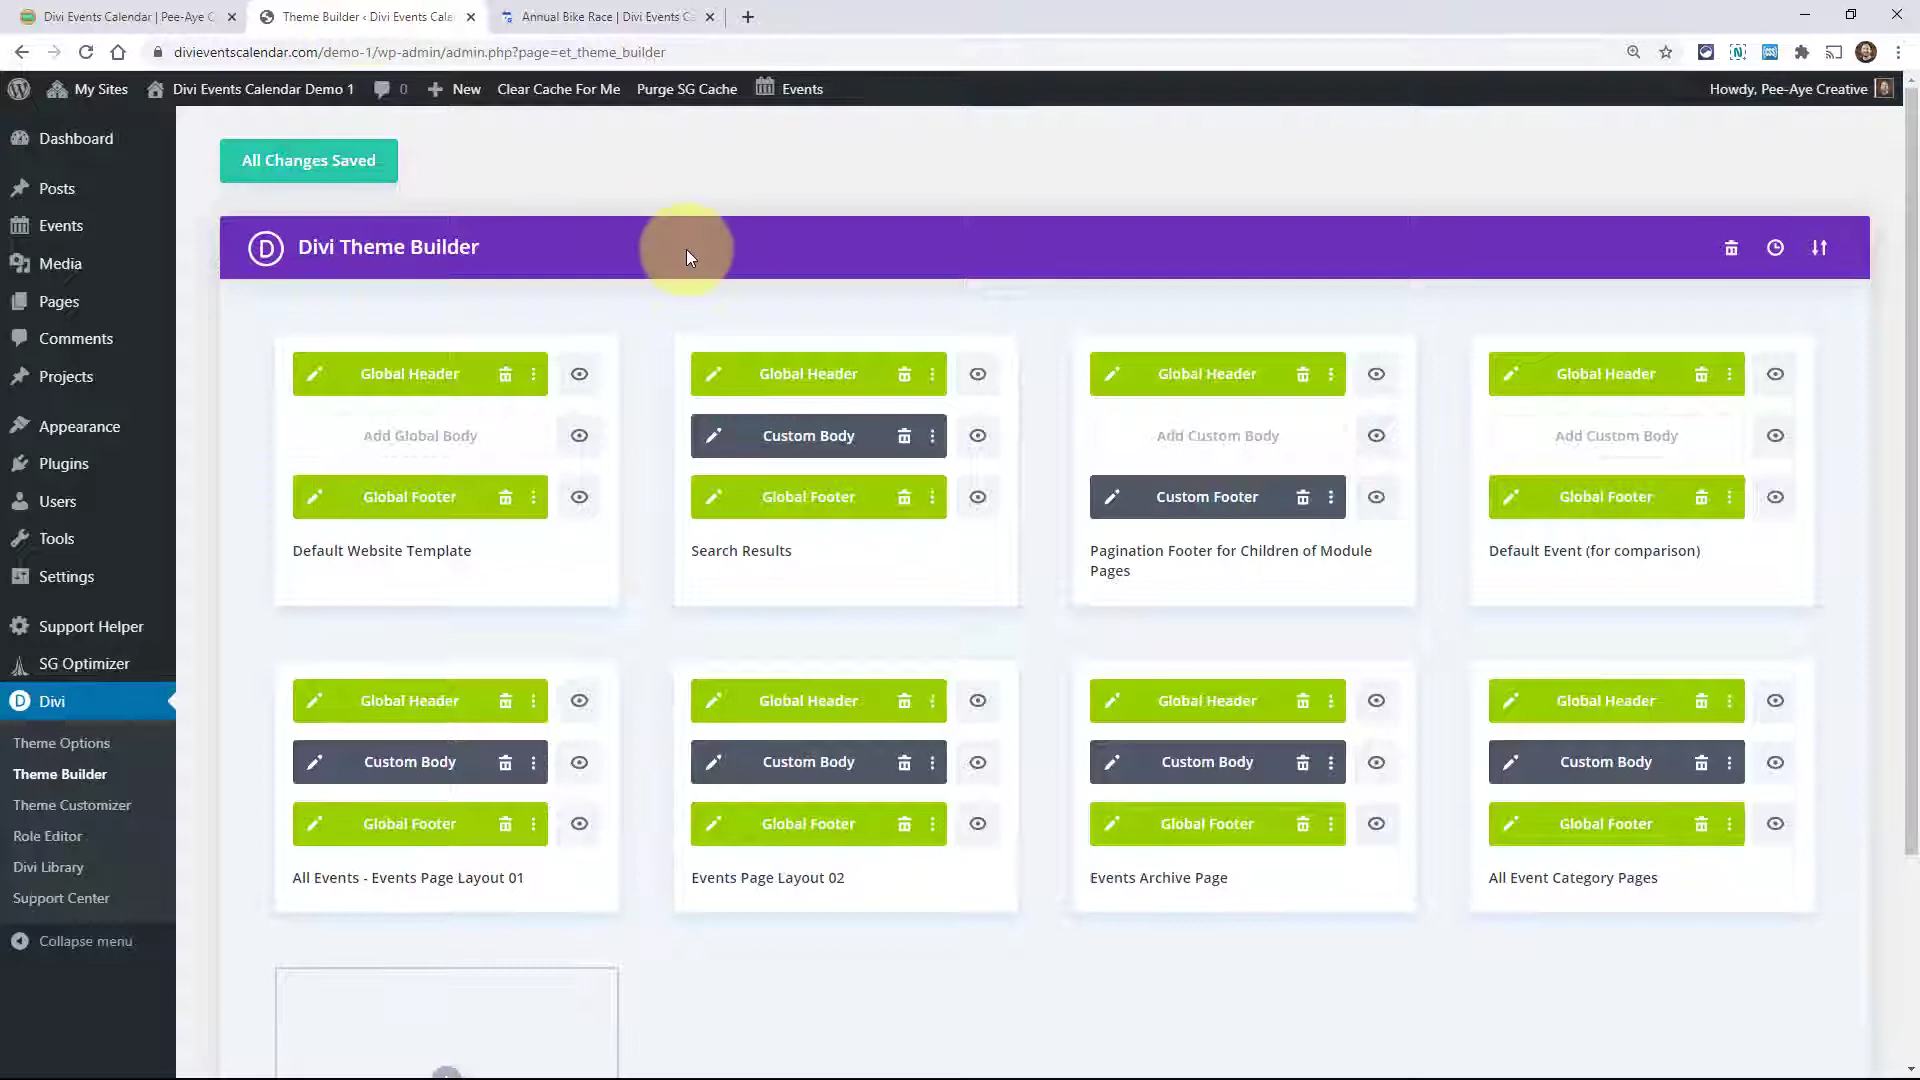 Divi Events Calendar | Pee-Aye C
Theme Builder ‹ Divi Events Cale
Annual Bike Race | Divi Events C
divieventscalendar.com/demo-1/wp-admin/admin.php?page=et_theme_builder
My Sites
Divi Events Calendar Demo 1
0
New
Clear Cache For Me
Purge SG Cache
Events
Howdy, Pee-Aye Creative
Dashboard
Posts
Events
Media
Pages
Comments
Projects
Appearance
Plugins
Users
Tools
Settings
Support Helper
SG Optimizer
Divi
Theme Options
Theme Builder
Theme Customizer
Role Editor
Divi Library
Support Center
Collapse menu
All Changes Saved
D Divi Theme Builder
Global Header
Add Global Body
Global Footer
Default Website Template
Global Header
Custom Body
Global Footer
Search Results
Global Header
Add Custom Body
Custom Footer
Pagination Footer for Children of Module
Pages
Global Header
Add Custom Body
Global Footer
Default Event (for comparison)
Global Header
Custom Body
Global Footer
All Events - Events Page Layout 01
Global Header
Custom Body
Global Footer
Events Page Layout 02
Global Header
Custom Body
Global Footer
Events Archive Page
Global Header
Custom Body
Global Footer
All Event Category Pages